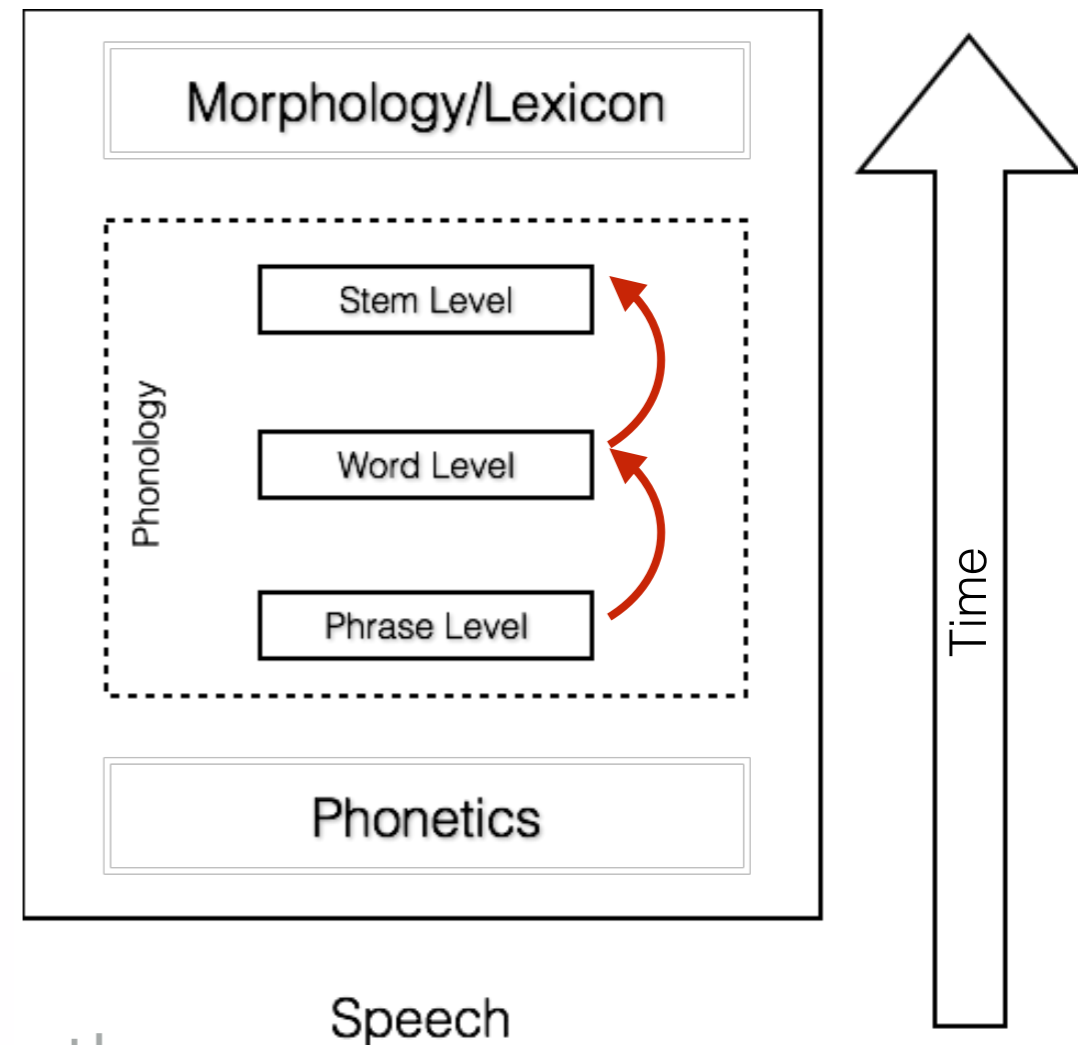 Morphology/Lexicon
Stem Level
Phonology
Word Level
Phrase Level
Time
Phonetics
Speech